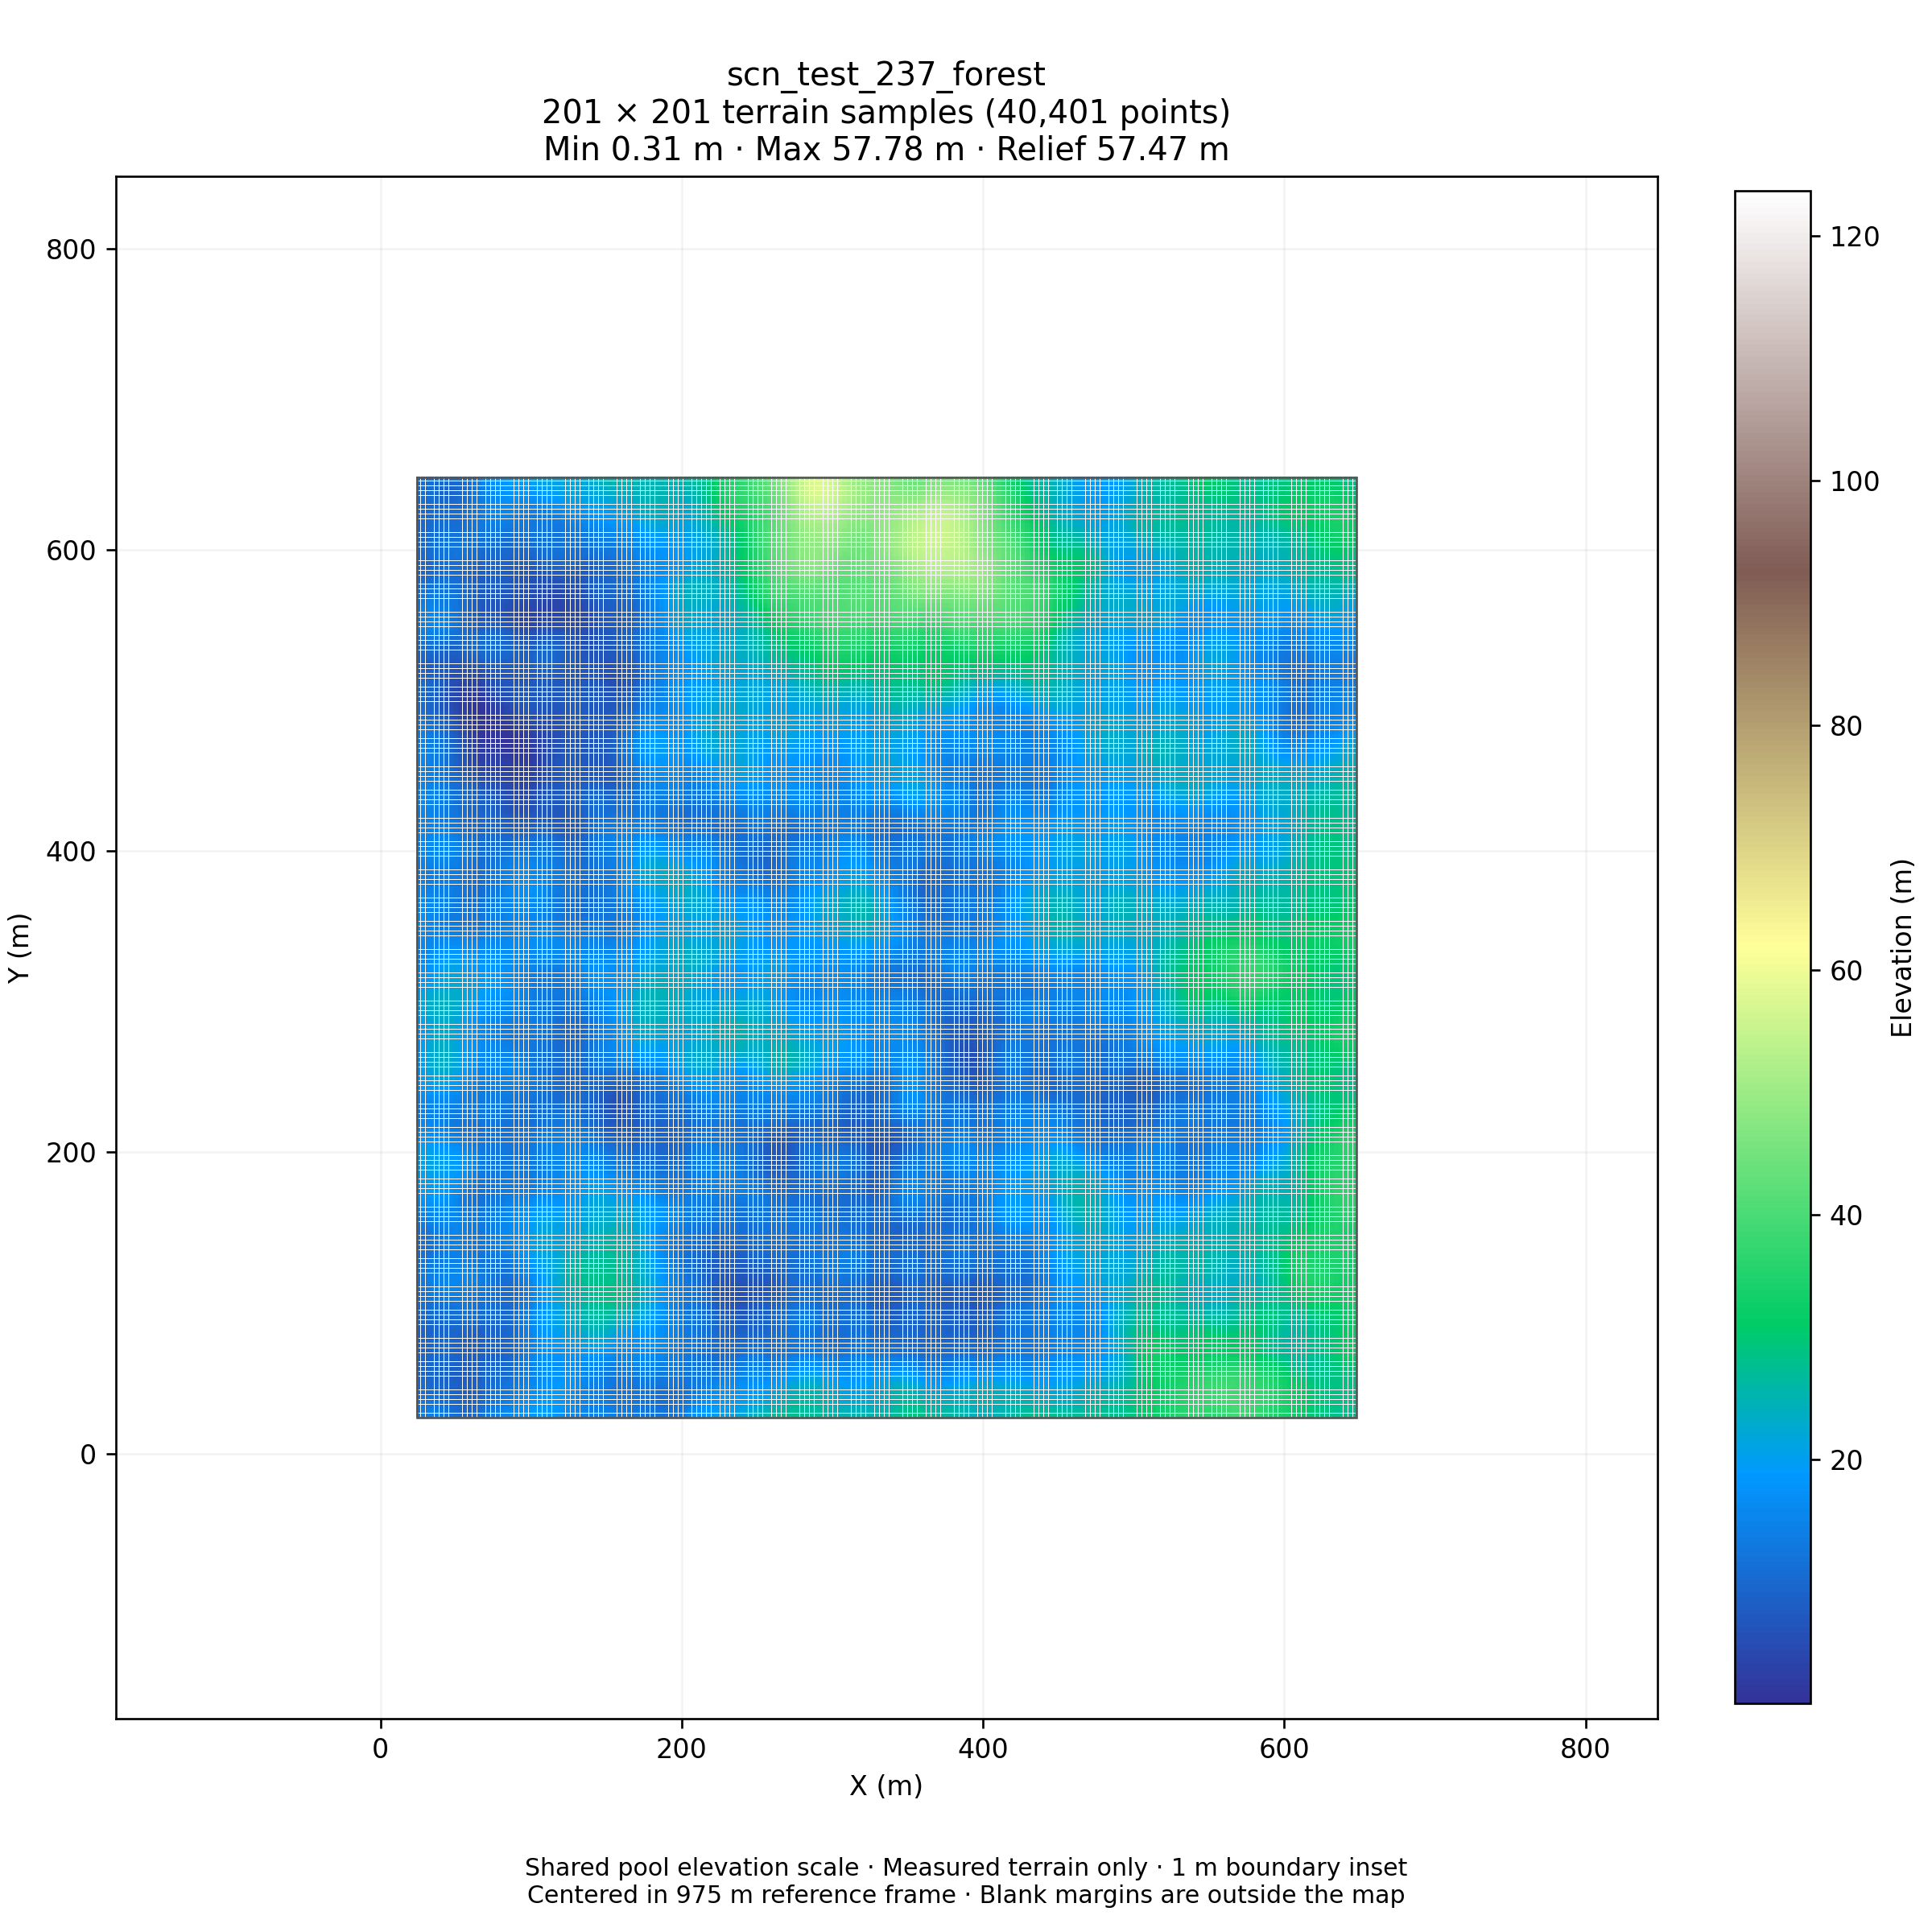 scn_test_237_forest
201 × 201 terrain samples (40,401 points)
Min 0.31 m · Max 57.78 m · Relief 57.47 m
800
600
400
200
0
Y (m)
0
200
400
600
800
X (m)
120
100
80
60
40
20
Elevation (m)
Shared pool elevation scale · Measured terrain only · 1 m boundary inset
Centered in 975 m reference frame · Blank margins are outside the map